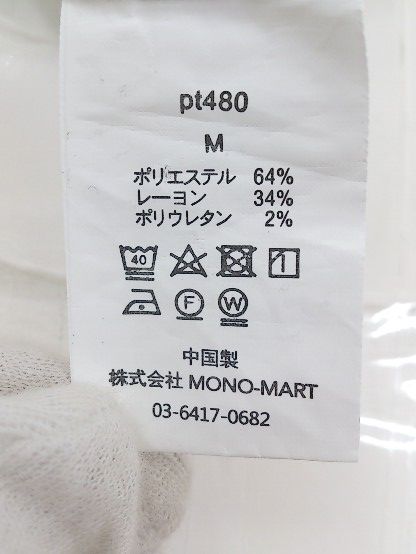 pt480
M
ポリエステル 64%
レーヨン 34%
ポリウレタン 2%
40
F W
中国製
株式会社 MONO-MART
03-6417-0682